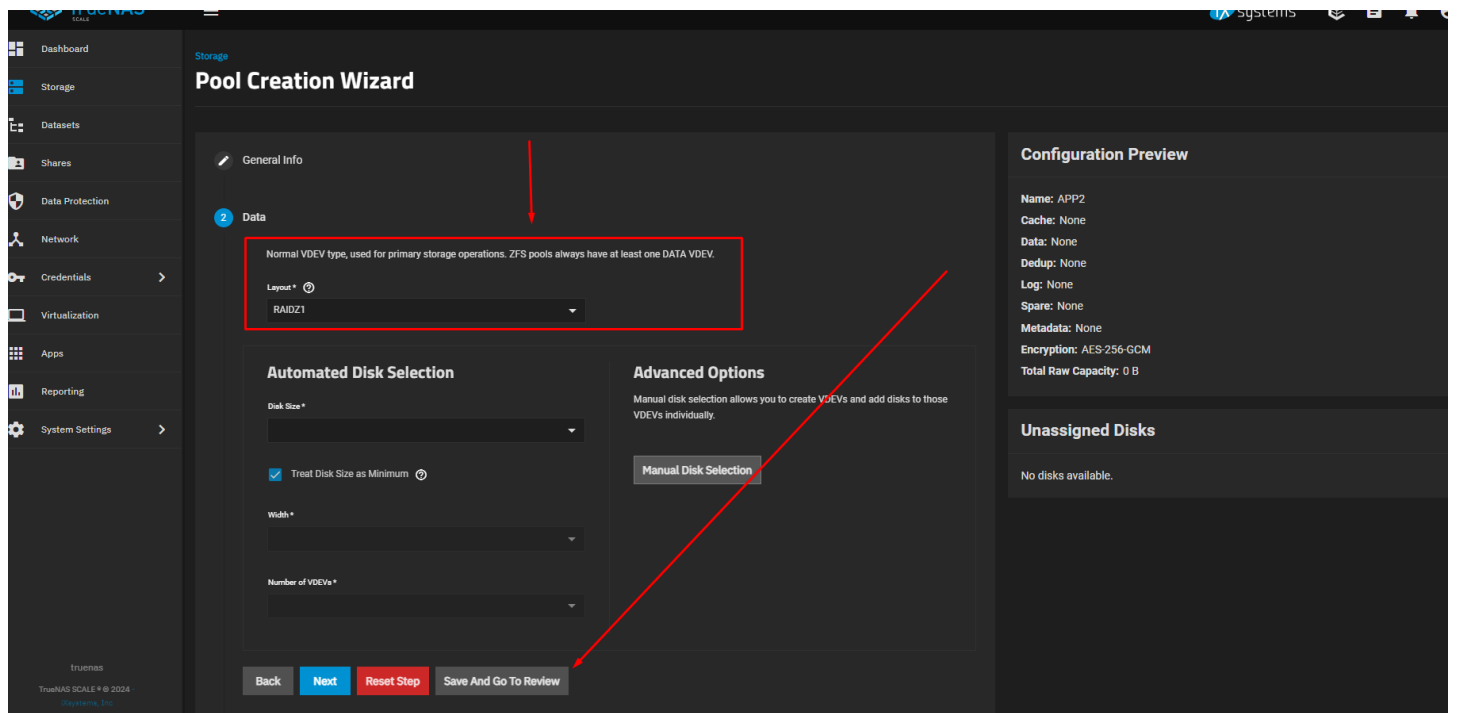 SCALE
systems
Dashboard
Storage
Datasets
Shares
Data Protection
Network
Credentials
Virtualization
Apps
Reporting
System Settings
truenas
TrueNAS SCALE ® © 2024 -
iXsystems, Inc
Storage
Pool Creation Wizard
General Info
2 Data
Normal VDEV type, used for primary storage operations. ZFS pools always have at least one DATA VDEV.
Layout *
RAIDZ1
Automated Disk Selection
Disk Size *
Treat Disk Size as Minimum
Width *
Number of VDEVs *
Advanced Options
Manual disk selection allows you to create VDEVs and add disks to those
VDEVs individually.
Manual Disk Selection
Back
Next
Reset Step
Save And Go To Review
Configuration Preview
Name: APP2
Cache: None
Data: None
Dedup: None
Log: None
Spare: None
Metadata: None
Encryption: AES-256-GCM
Total Raw Capacity: 0 B
Unassigned Disks
No disks available.